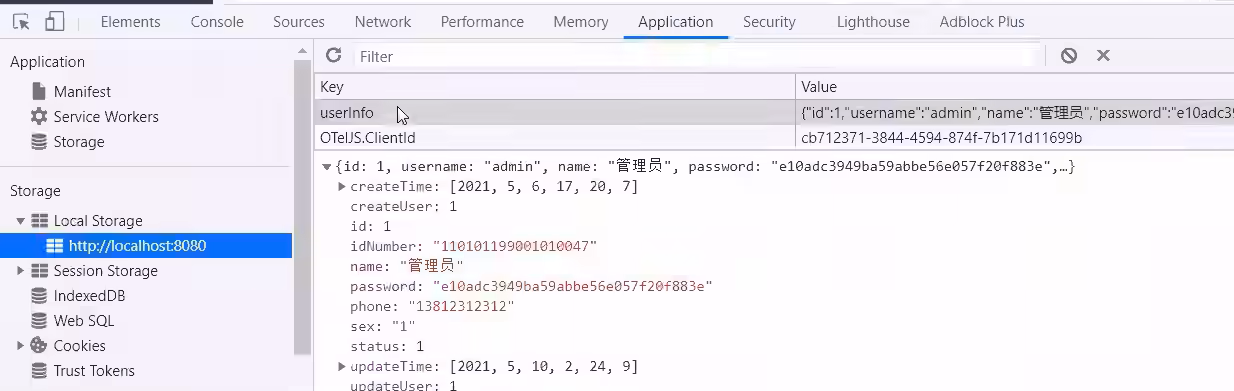 Elements Console Sources Network Performance Memory Application Security Lighthouse Adblock Plus
Application
Manifest
Service Workers
Storage
Storage
Local Storage
http://localhost:8080
Session Storage
IndexedDB
Web SQL
Cookies
Trust Tokens
Filter
Key Value
userInfo {"id":1,"username":"admin","name":"管理员","password":"e10adc39
OTelJS.ClientId cb712371-3844-4594-874f-7b171d11699b
{id: 1, username: "admin", name: "管理员", password: "e10adc3949ba59abbe56e057f20f883e",…}
createTime: [2021, 5, 6, 17, 20, 7]
createUser: 1
id: 1
idNumber: "110101199001010047"
name: "管理员"
password: "e10adc3949ba59abbe56e057f20f883e"
phone: "13812312312"
sex: "1"
status: 1
updateTime: [2021, 5, 10, 2, 24, 9]
updateUser: 1